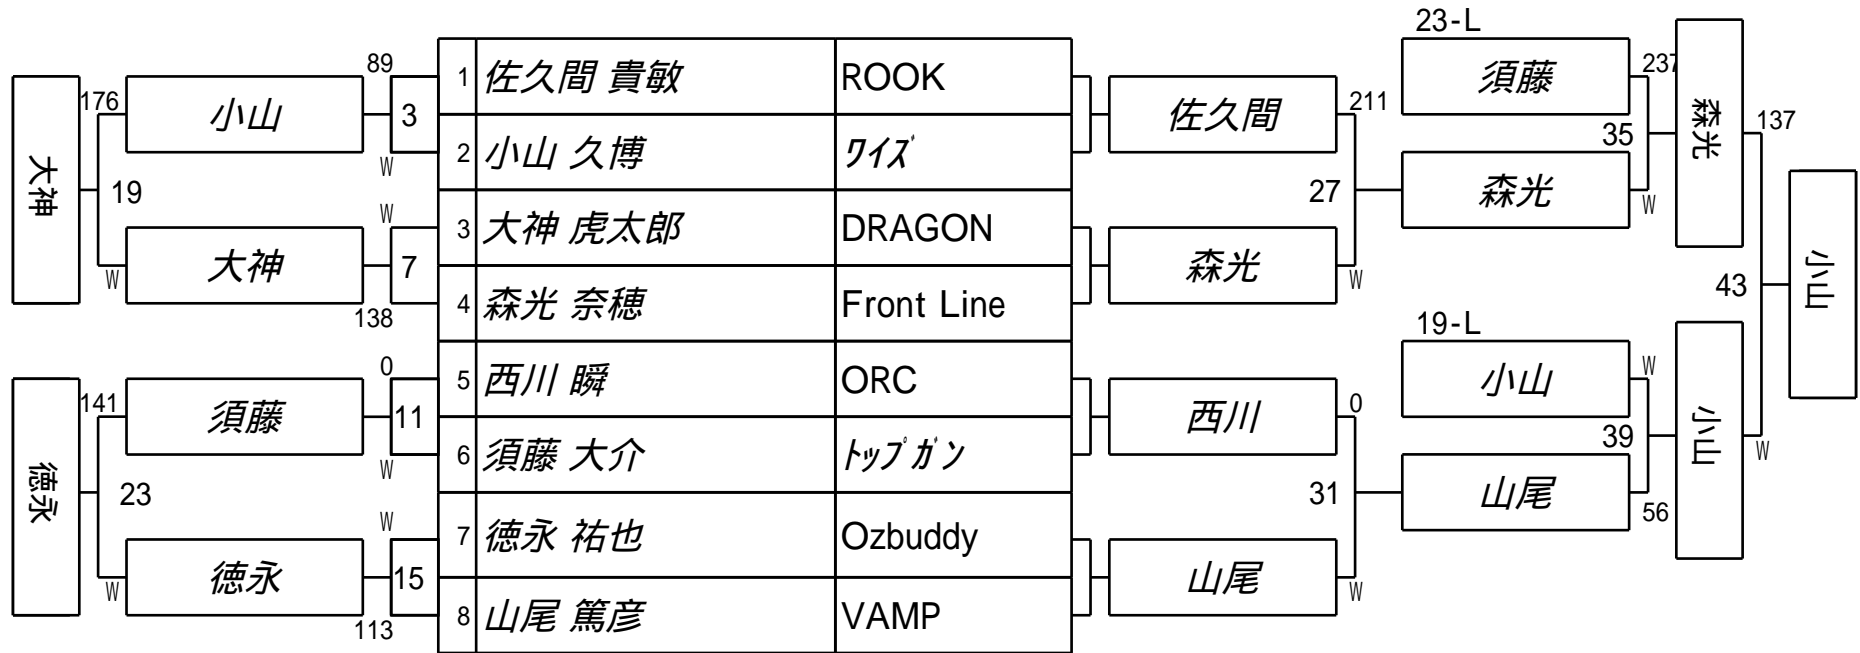 23-L
89
1 佐久間 貴敏 ROOK
237
176
小山
3
佐久間
211
須藤
森光
137
2 小山 久博 ﾜｲｽﾞ
W
35
大神
19
27
森光
W
小山
W
3 大神 虎太郎 DRAGON
大神
W
7
森光
W
43
138
4 森光 奈穂 Front Line
19-L
0
5 西川 瞬 ORC
小山
W
141
須藤
11
西川
0
39
小山
W
W
6 須藤 大介 ﾄｯﾌﾟｶﾞﾝ
徳永
23
31
山尾
56
W
7 徳永 祐也 Ozbuddy
徳永
W
15
山尾
W
113
8 山尾 篤彦 VAMP